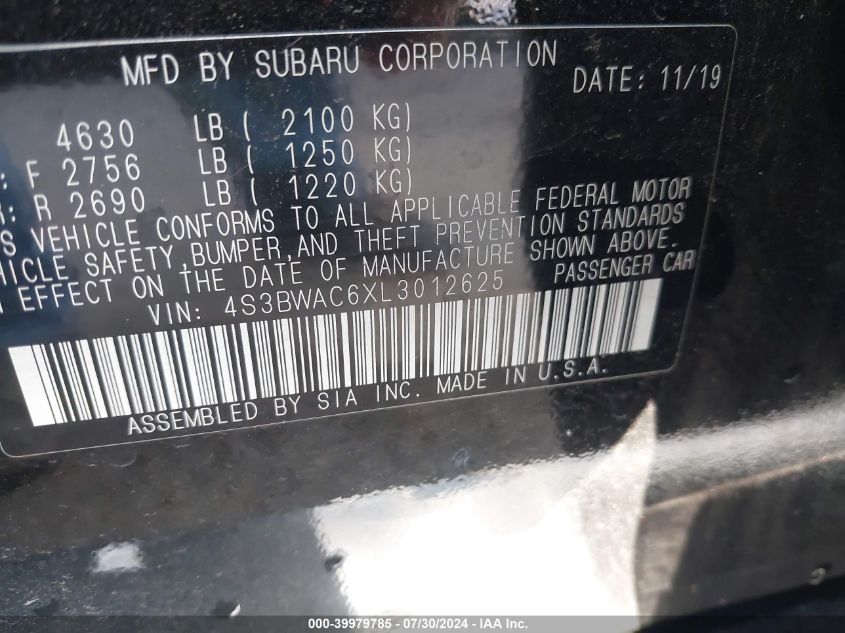 MFD BY SUBARU CORPORATION DATE: 11/19
4630 LB ( 2100 KG)
: F 2756 LB ( 1250 KG)
: R 2690 LB ( 1220 KG)
S VEHICLE CONFORMS TO ALL APPLICABLE FEDERAL MOTOR
HICLE SAFETY,BUMPER,AND THEFT PREVENTION STANDARDS
EFFECT ON THE DATE OF MANUFACTURE SHOWN ABOVE.
VIN: 4S3BWAC6XL3012625 PASSENGER CAR
ASSEMBLED BY SIA INC. MADE IN U.S.A.
000-39979785 - 07/30/2024 - IAA Inc.